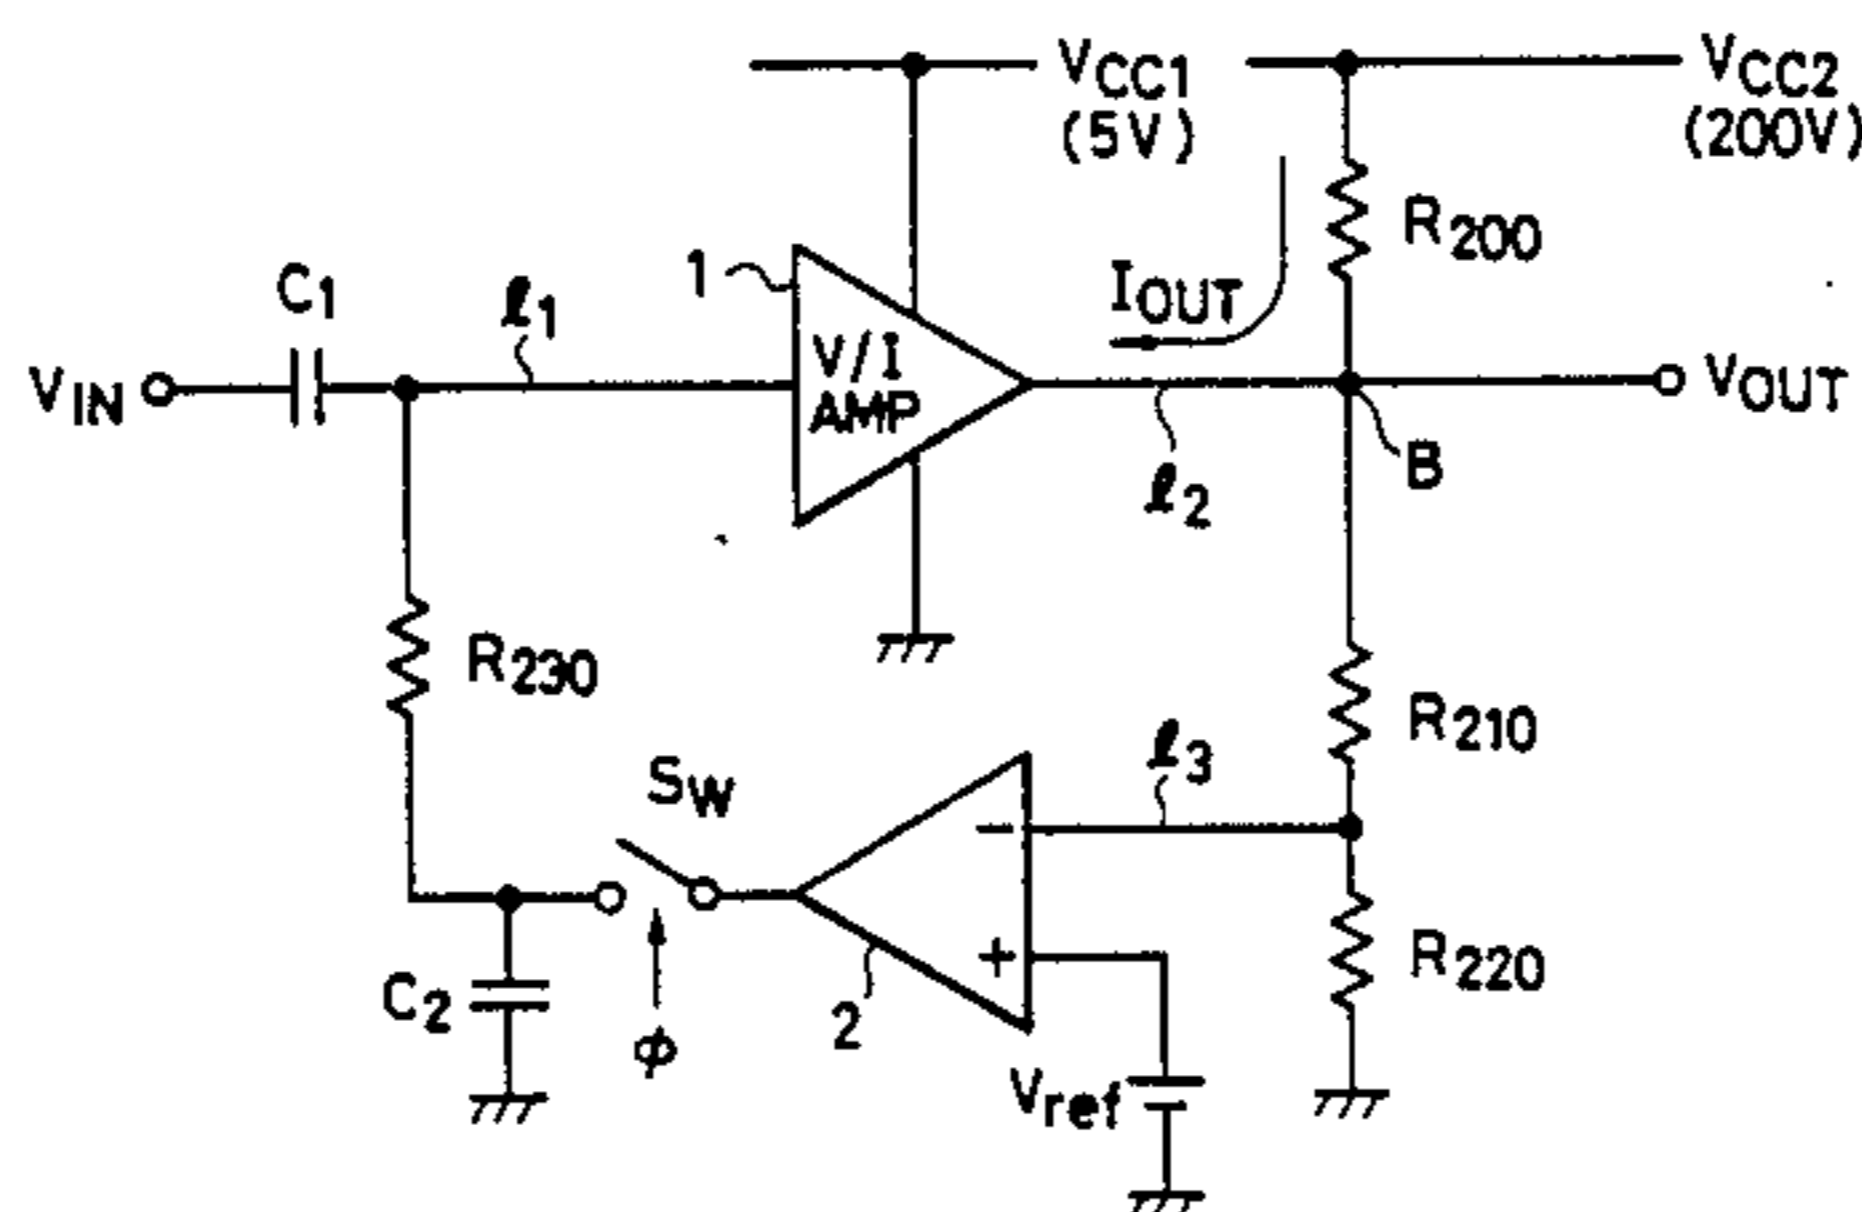 VCC1
(5V)
VCC2
(200V)
R200
C1
ℓ1
1
V/I
AMP
IOUT
VIN
VOUT
ℓ2
B
R230
R210
ℓ3
SW
−
+
R220
C2
φ
2
Vref